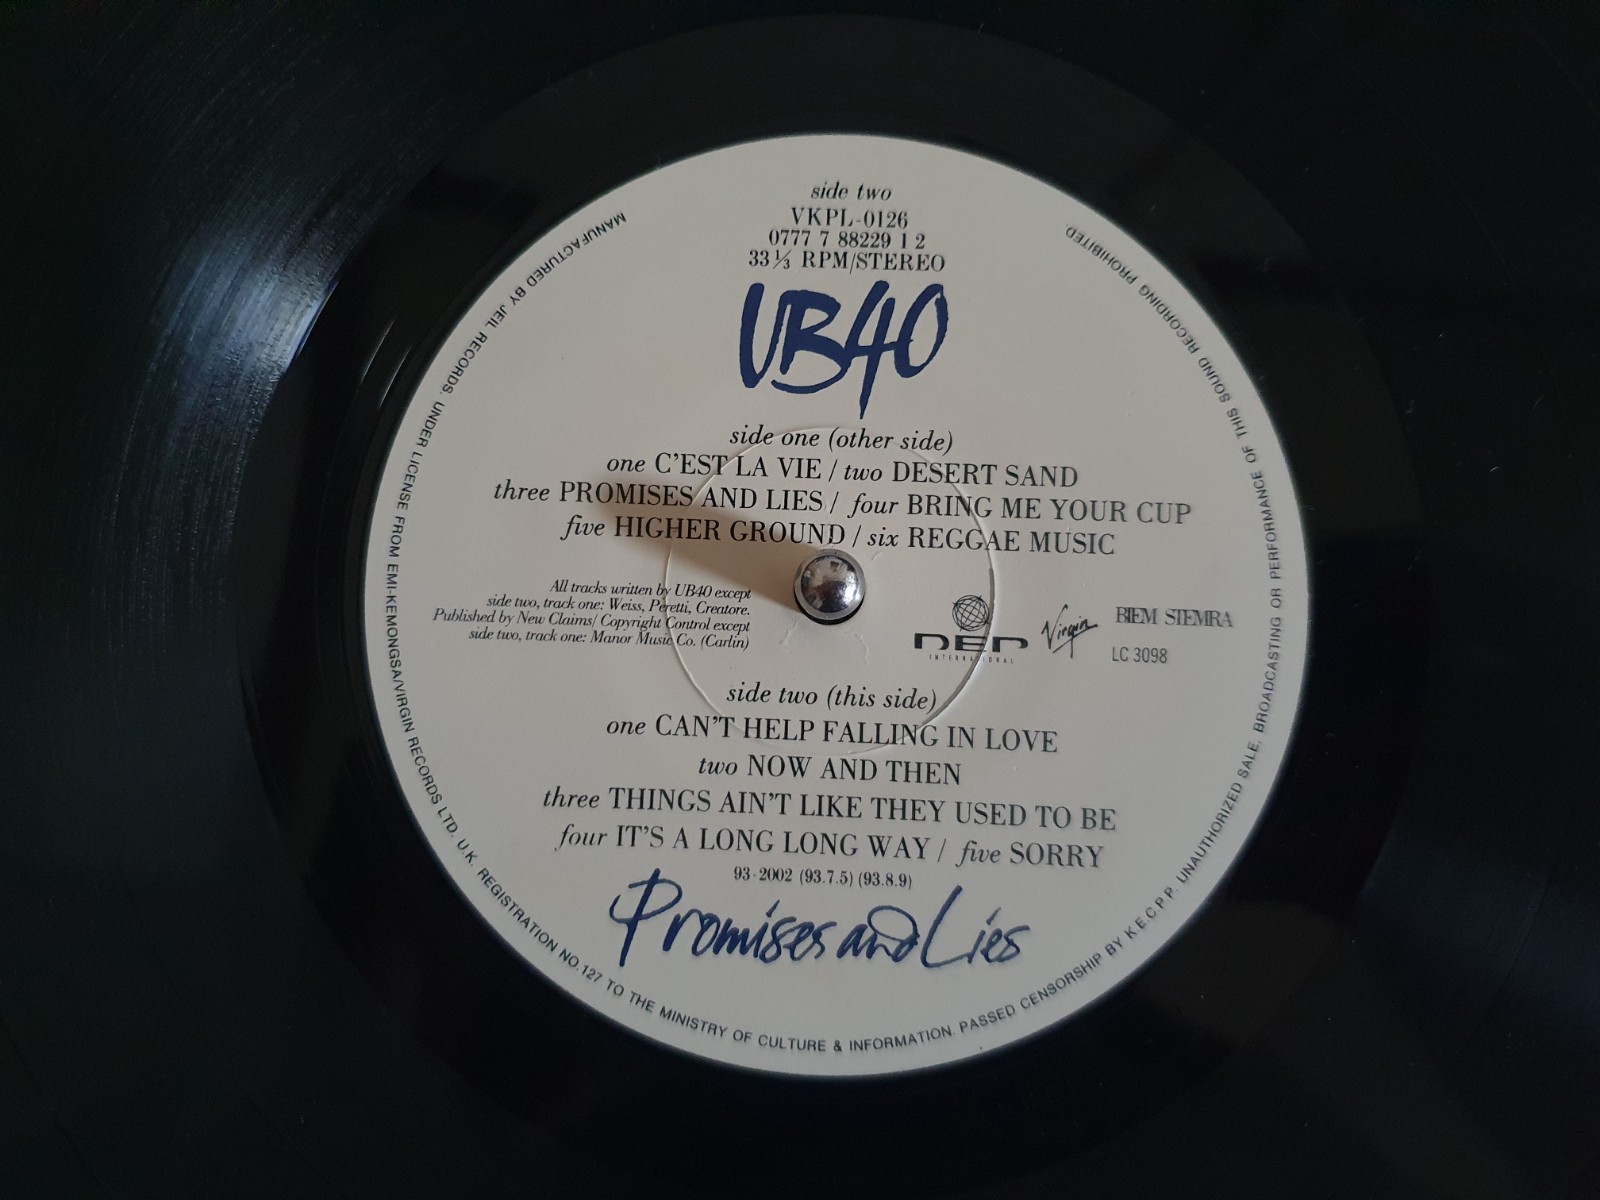 side two
VKPL-0126
0777 7 88229 1 2
33⅓ RPM/STEREO
UB40
side one (other side)
one C'EST LA VIE / two DESERT SAND
three PROMISES AND LIES / four BRING ME YOUR CUP
five HIGHER GROUND / six REGGAE MUSIC
All tracks written by UB40 except
side two, track one: Weiss, Peretti, Creatore.
Published by New Claims/ Copyright Control except
side two, track one: Manor Music Co. (Carlin)
DEP
INTERNATIONAL
Virgin
BIEM STEMRA
LC 3098
side two (this side)
one CAN'T HELP FALLING IN LOVE
two NOW AND THEN
three THINGS AIN'T LIKE THEY USED TO BE
four IT'S A LONG LONG WAY / five SORRY
93-2002 (93.7.5) (93.8.9)
Promises and Lies
MANUFACTURED BY JEIL RECORDS. UNDER LICENSE FROM EMI-KEMONGSA/VIRGIN RECORDS LTD. U.K. REGISTRATION NO.127 TO THE MINISTRY OF CULTURE & INFORMATION. PASSED CENSORSHIP BY K.E.C.P.P. UNAUTHORIZED SALE, BROADCASTING OR PERFORMANCE OF THIS SOUND RECORDING PROHIBITED.